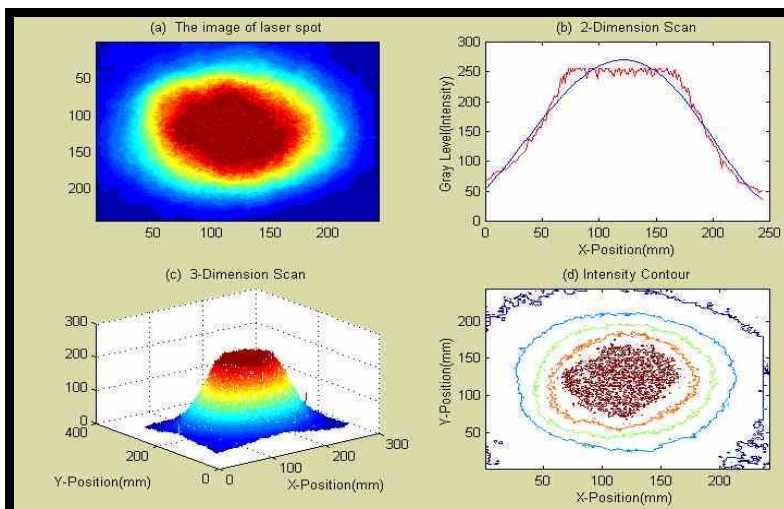 (a) The image of laser spot
50
100
150
200
50 100 150 200
(b) 2-Dimension Scan
300
250
200
150
100
50
0
Gray Level(Intensity)
0 50 100 150 200 250
X-Position(mm)
(c) 3-Dimension Scan
300
200
100
0
400
200
0
Y-Position(mm)
0
100
200
300
X-Position(mm)
(d) Intensity Contour
200
150
100
50
Y-Position(mm)
50 100 150 200
X-Position(mm)